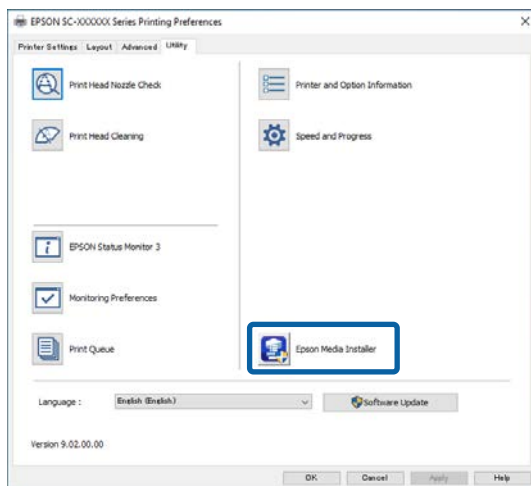 EPSON SC-XXXXXX Series Printing Preferences
Printer Settings Layout Advanced Utility
Print Head Nozzle Check
Printer and Option Information
Print Head Cleaning
Speed and Progress
EPSON Status Monitor 3
Monitoring Preferences
Print Queue
Epson Media Installer
Language : English (English)
Software Update
Version 9.02.00.00
OK Cancel Apply Help